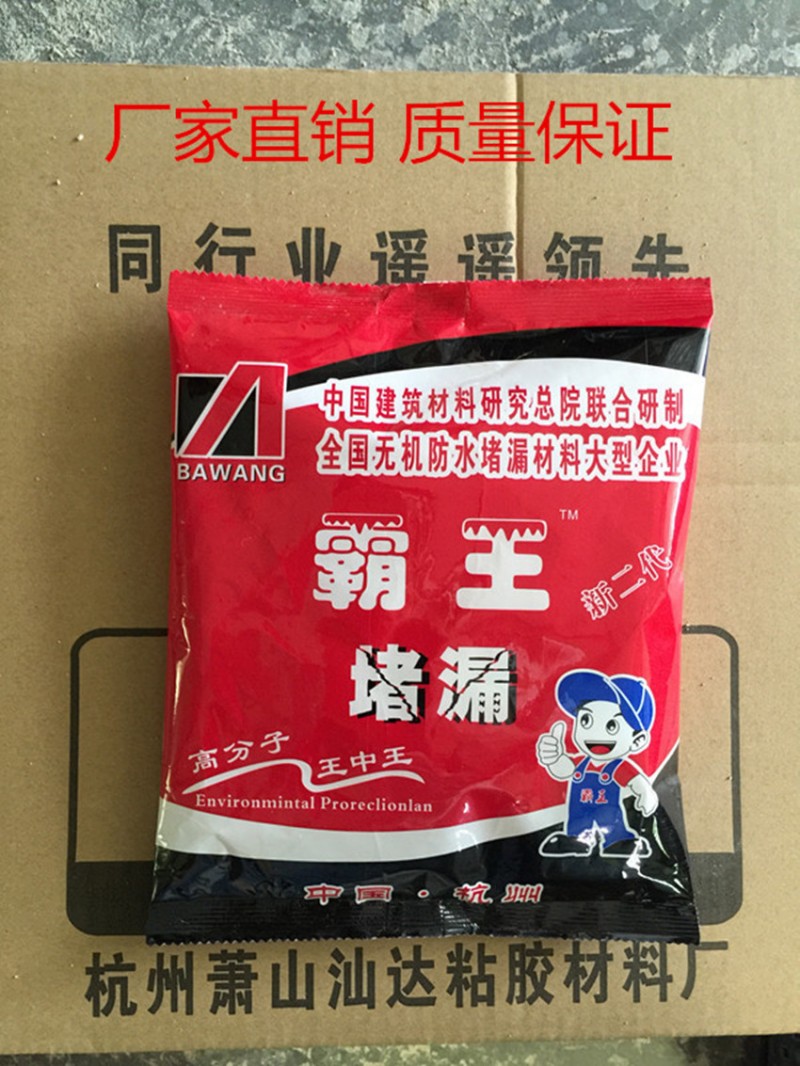 厂家直销 质量保证
同行业遥遥领先
中国建筑材料研究总院联合研制
全国无机防水堵漏材料大型企业
BAWANG
霸王 TM
新二代
堵漏
高分子
王中王
Environmintal Proreclionlan
霸王
中国·杭州
杭州萧山汕达粘胶材料厂